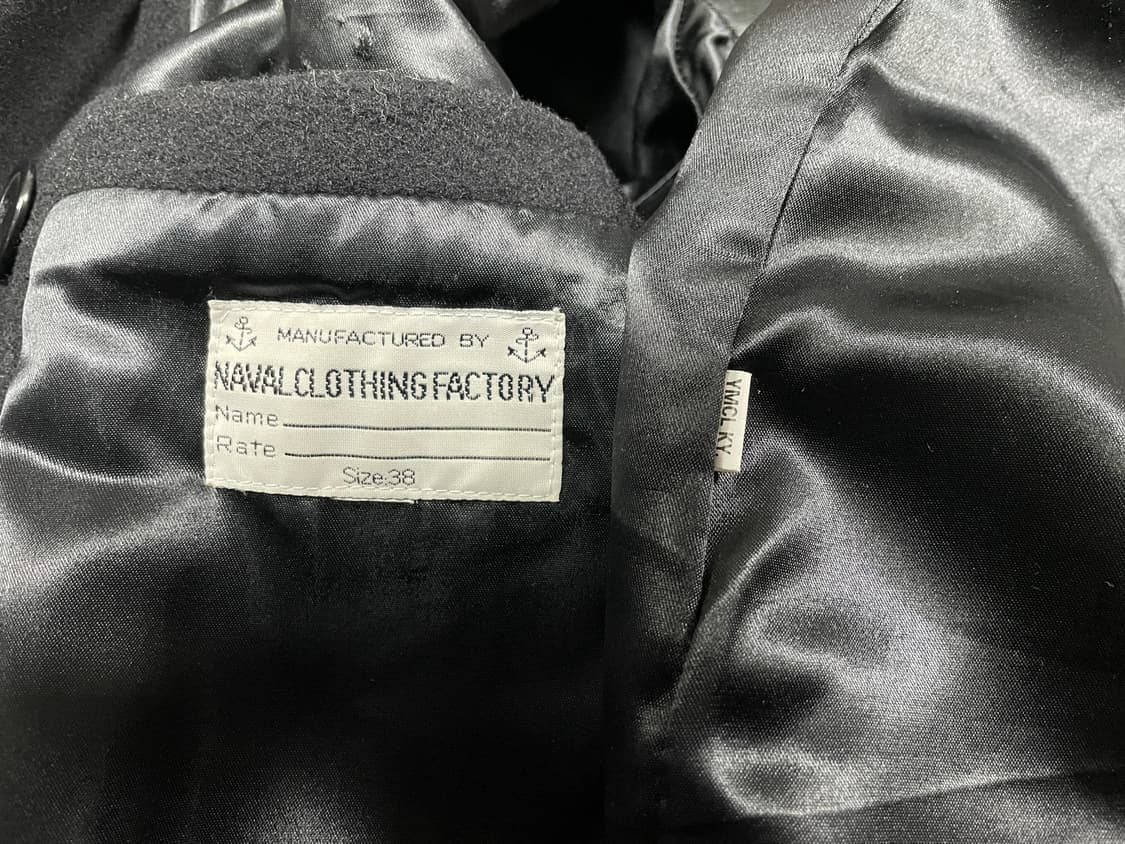 MANUFACTURED BY
NAVAL CLOTHING FACTORY
Name
Rate
Size:38
YMCL KY.